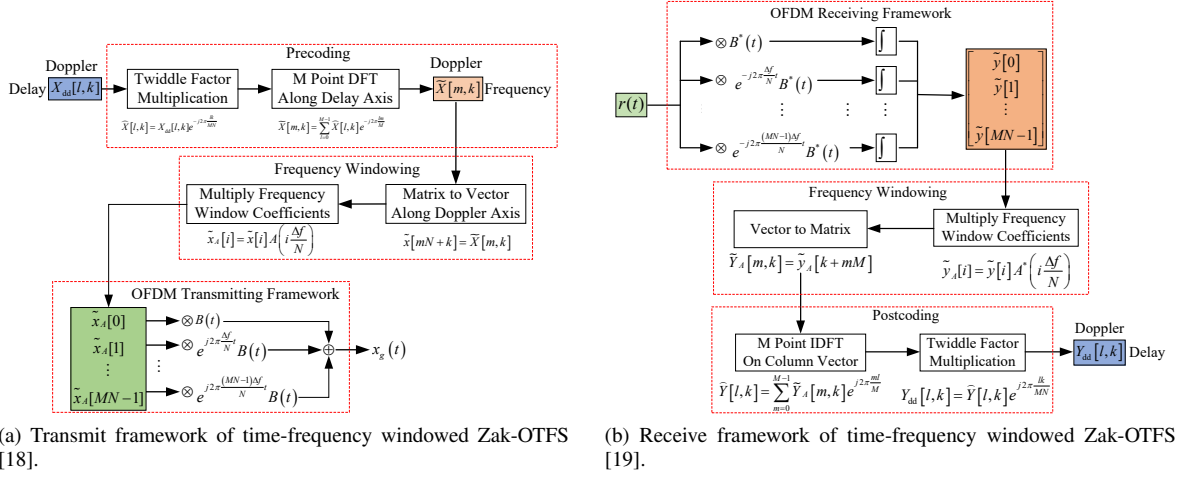 Precoding
Doppler
Delay X_dd[l,k]
Twiddle Factor
Multiplication
M Point DFT
Along Delay Axis
Doppler
X̃[m,k] Frequency
X̂[l,k] = X_dd[l,k]e^{-j2π lk/MN}
X̃[m,k] = ∑_{l=0}^{M-1} X̂[l,k]e^{-j2π lm/M}
Frequency Windowing
Multiply Frequency
Window Coefficients
Matrix to Vector
Along Doppler Axis
x̃_A[i] = x̃[i]A(i Δf/N)
x̃[mN+k] = X̃[m,k]
OFDM Transmitting Framework
x̃_A[0]
x̃_A[1]
⋮
x̃_A[MN−1]
⊗ B(t)
⊗ e^{j2π Δf/N t} B(t)
⋮ ⋮
⊗ e^{j2π (MN−1)Δf/N t} B(t)
⊕ x_g(t)
(a) Transmit framework of time-frequency windowed Zak-OTFS
[18].
OFDM Receiving Framework
r(t)
⊗ B*(t) ∫
⊗ e^{-j2π Δf/N t} B*(t) ∫
⋮ ⋮ ⋮
⊗ e^{-j2π (MN−1)Δf/N t} B*(t) ∫
ỹ[0]
ỹ[1]
⋮
ỹ[MN−1]
Frequency Windowing
Vector to Matrix
Multiply Frequency
Window Coefficients
Ỹ_A[m,k] = ỹ_A[k+mM]
ỹ_A[i] = ỹ[i]A*(i Δf/N)
Postcoding
M Point IDFT
On Column Vector
Twiddle Factor
Multiplication
Doppler
Y_dd[l,k] Delay
Ŷ[l,k] = ∑_{m=0}^{M-1} Ỹ_A[m,k]e^{j2π ml/M}
Y_dd[l,k] = Ŷ[l,k]e^{j2π lk/MN}
(b) Receive framework of time-frequency windowed Zak-OTFS
[19].